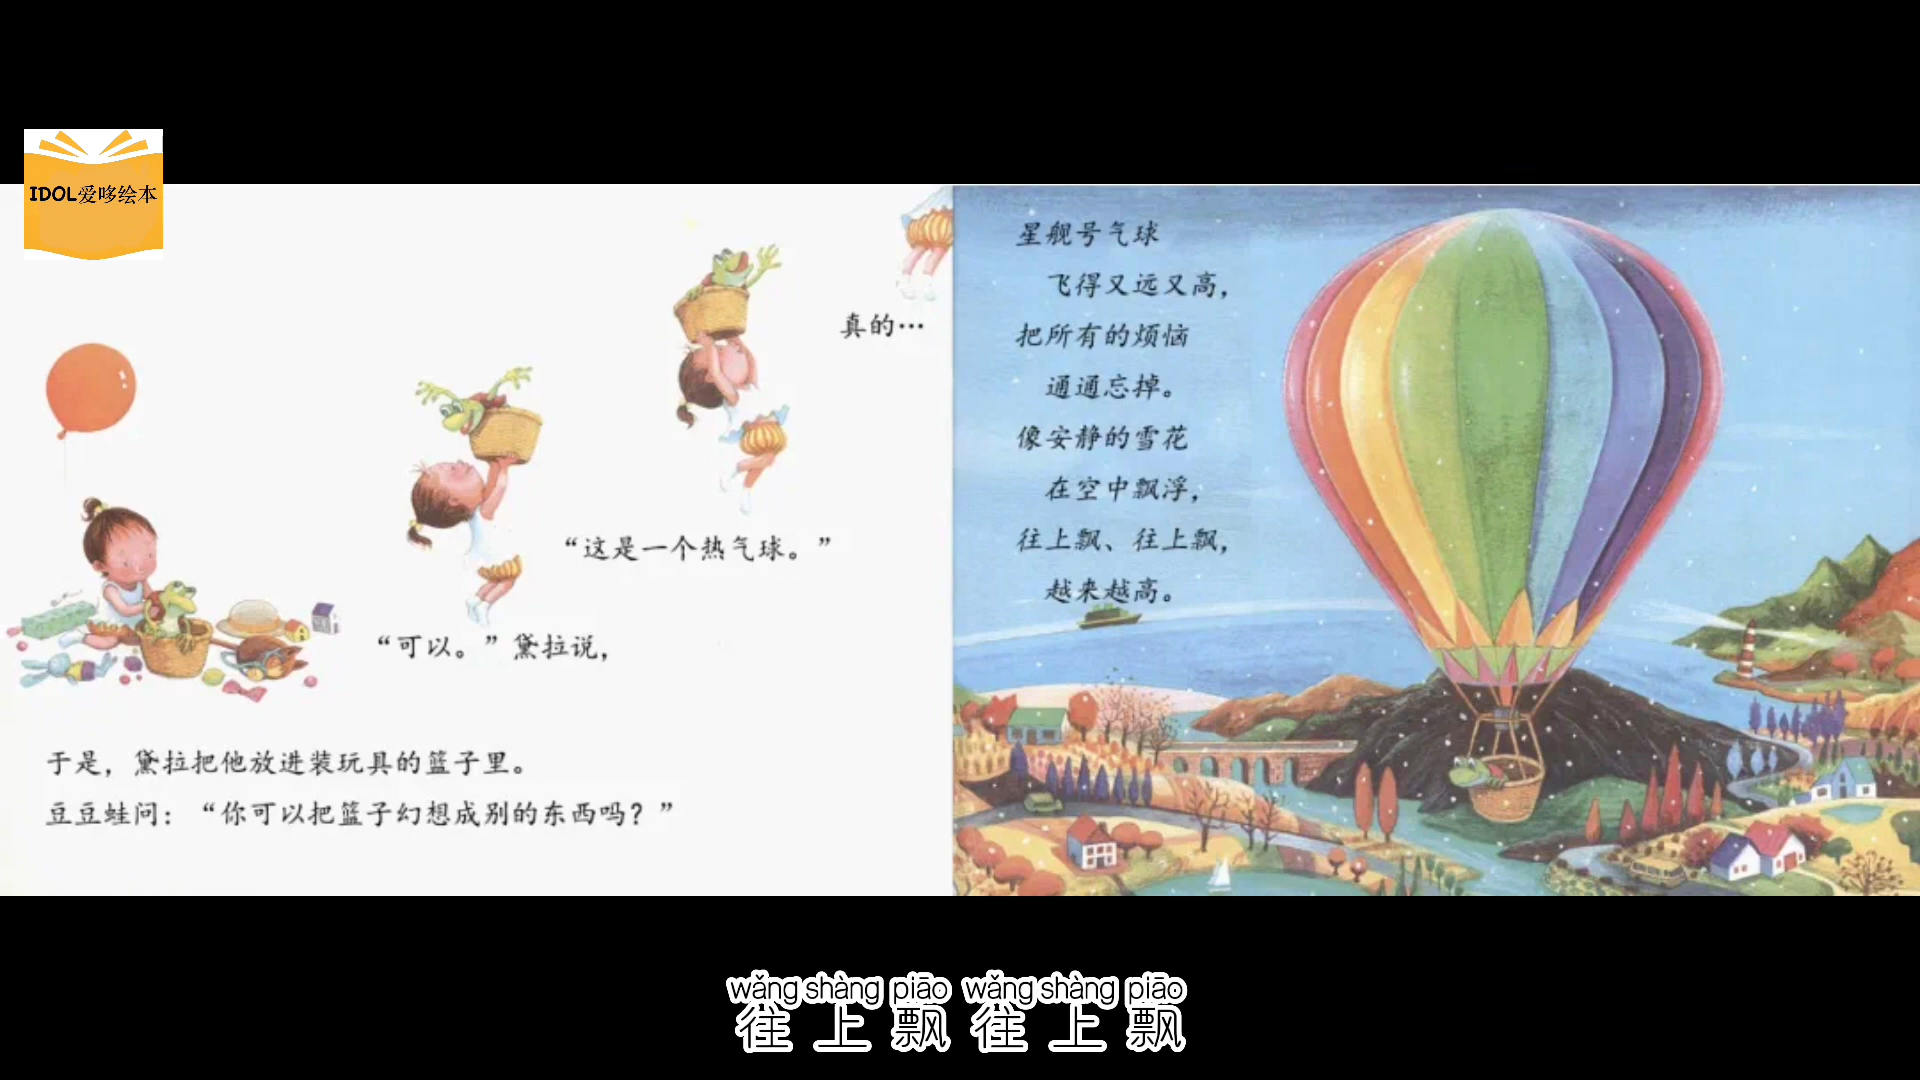 IDOL爱哆绘本
真的…
“这是一个热气球。”
“可以。”黛拉说，
于是，黛拉把他放进装玩具的篮子里。
豆豆蛙问：“你可以把篮子幻想成别的东西吗？”
星舰号气球
飞得又远又高，
把所有的烦恼
通通忘掉。
像安静的雪花
在空中飘浮，
往上飘、往上飘，
越来越高。
wǎng shàng piāo wǎng shàng piāo
往上飘往上飘